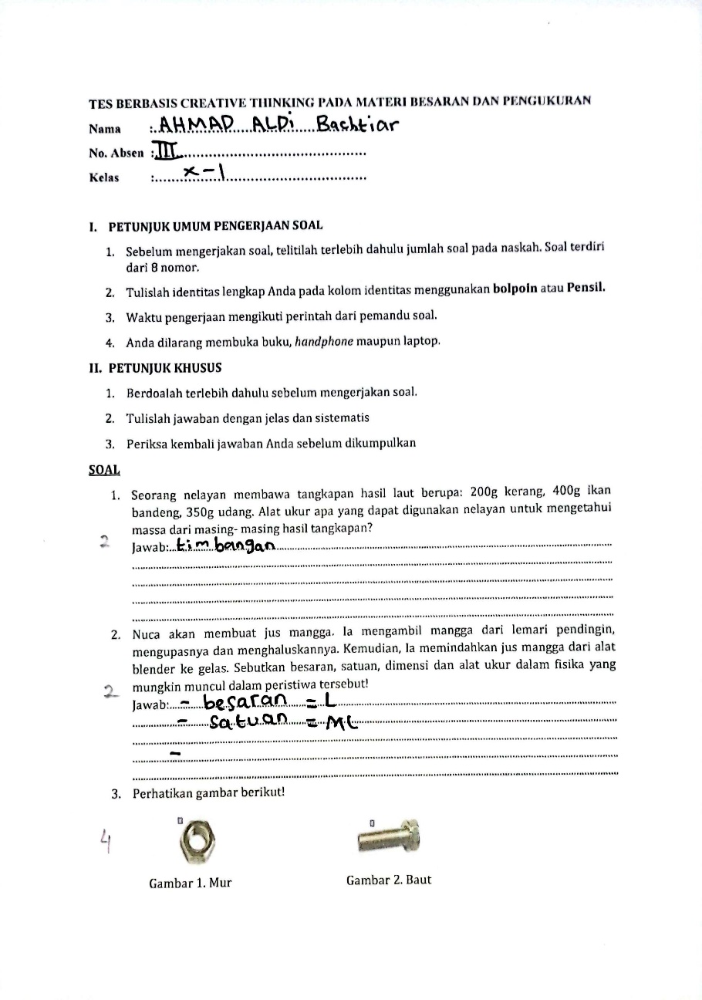 TES BERBASIS CREATIVE THINKING PADA MATERI BESARAN DAN PENGUKURAN
Nama :.AHMAD ALDi Bachtiar
No. Absen :III
Kelas : x-1
I. PETUNJUK UMUM PENGERJAAN SOAL
1. Sebelum mengerjakan soal, telitilah terlebih dahulu jumlah soal pada naskah. Soal terdiri
dari 8 nomor.
2. Tulislah identitas lengkap Anda pada kolom identitas menggunakan bolpoin atau Pensil.
3. Waktu pengerjaan mengikuti perintah dari pemandu soal.
4. Anda dilarang membuka buku, handphone maupun laptop.
II. PETUNJUK KHUSUS
1. Berdoalah terlebih dahulu sebelum mengerjakan soal.
2. Tulislah jawaban dengan jelas dan sistematis
3. Periksa kembali jawaban Anda sebelum dikumpulkan
SOAL
1. Seorang nelayan membawa tangkapan hasil laut berupa: 200g kerang, 400g ikan
bandeng, 350g udang. Alat ukur apa yang dapat digunakan nelayan untuk mengetahui
massa dari masing- masing hasil tangkapan?
2
Jawab: timbangan
2. Nuca akan membuat jus mangga. Ia mengambil mangga dari lemari pendingin,
mengupasnya dan menghaluskannya. Kemudian, Ia memindahkan jus mangga dari alat
blender ke gelas. Sebutkan besaran, satuan, dimensi dan alat ukur dalam fisika yang
mungkin muncul dalam peristiwa tersebut!
2
Jawab: - besaran = L
- satuan = ML
-
3. Perhatikan gambar berikut!
4
Gambar 1. Mur Gambar 2. Baut